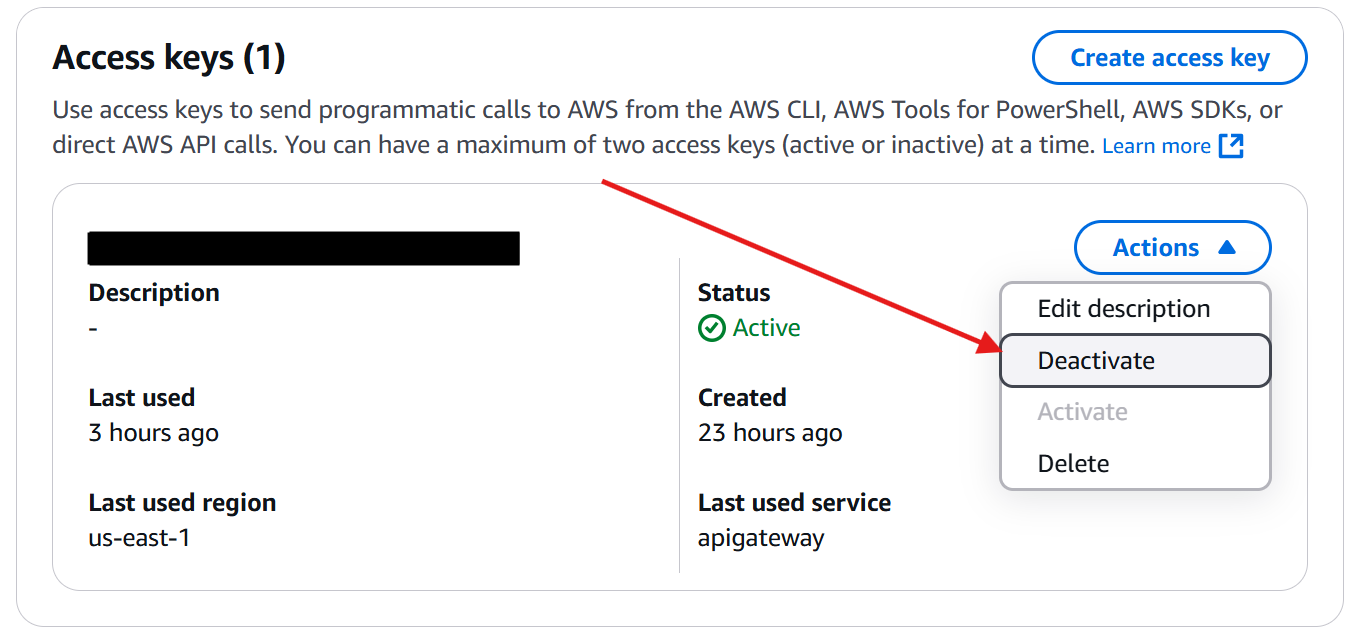 Access keys (1)
Create access key
Use access keys to send programmatic calls to AWS from the AWS CLI, AWS Tools for PowerShell, AWS SDKs, or
direct AWS API calls. You can have a maximum of two access keys (active or inactive) at a time. Learn more
Actions
Description
-
Status
Active
Edit description
Deactivate
Activate
Delete
Last used
3 hours ago
Created
23 hours ago
Last used region
us-east-1
Last used service
apigateway